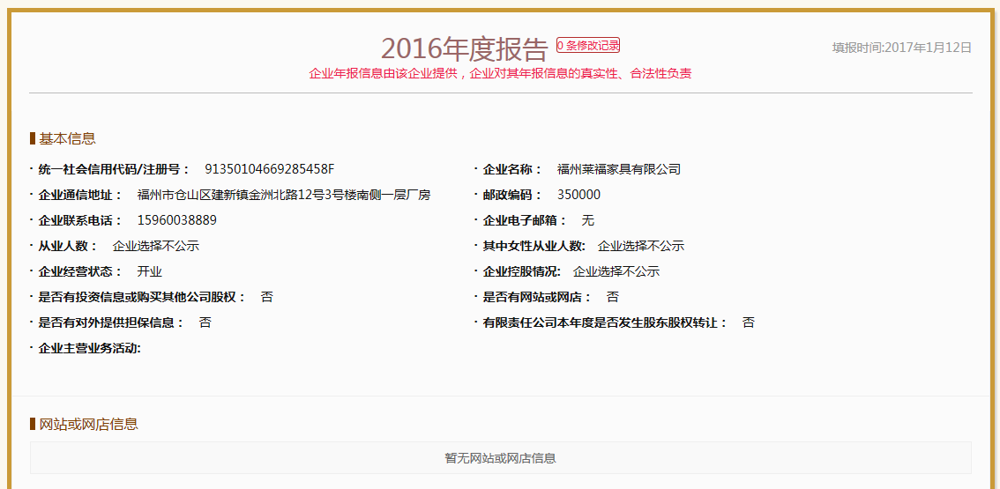 2016年度报告 0 条修改记录 填报时间:2017年1月12日
企业年报信息由该企业提供，企业对其年报信息的真实性、合法性负责
基本信息
· 统一社会信用代码/注册号： 91350104669285458F · 企业名称： 福州莱福家具有限公司
· 企业通信地址： 福州市仓山区建新镇金洲北路12号3号楼南侧一层厂房 · 邮政编码： 350000
· 企业联系电话： 15960038889 · 企业电子邮箱： 无
· 从业人数： 企业选择不公示 · 其中女性从业人数: 企业选择不公示
· 企业经营状态： 开业 · 企业控股情况: 企业选择不公示
· 是否有投资信息或购买其他公司股权： 否 · 是否有网站或网店： 否
· 是否有对外提供担保信息： 否 · 有限责任公司本年度是否发生股东股权转让： 否
· 企业主营业务活动:
网站或网店信息
暂无网站或网店信息